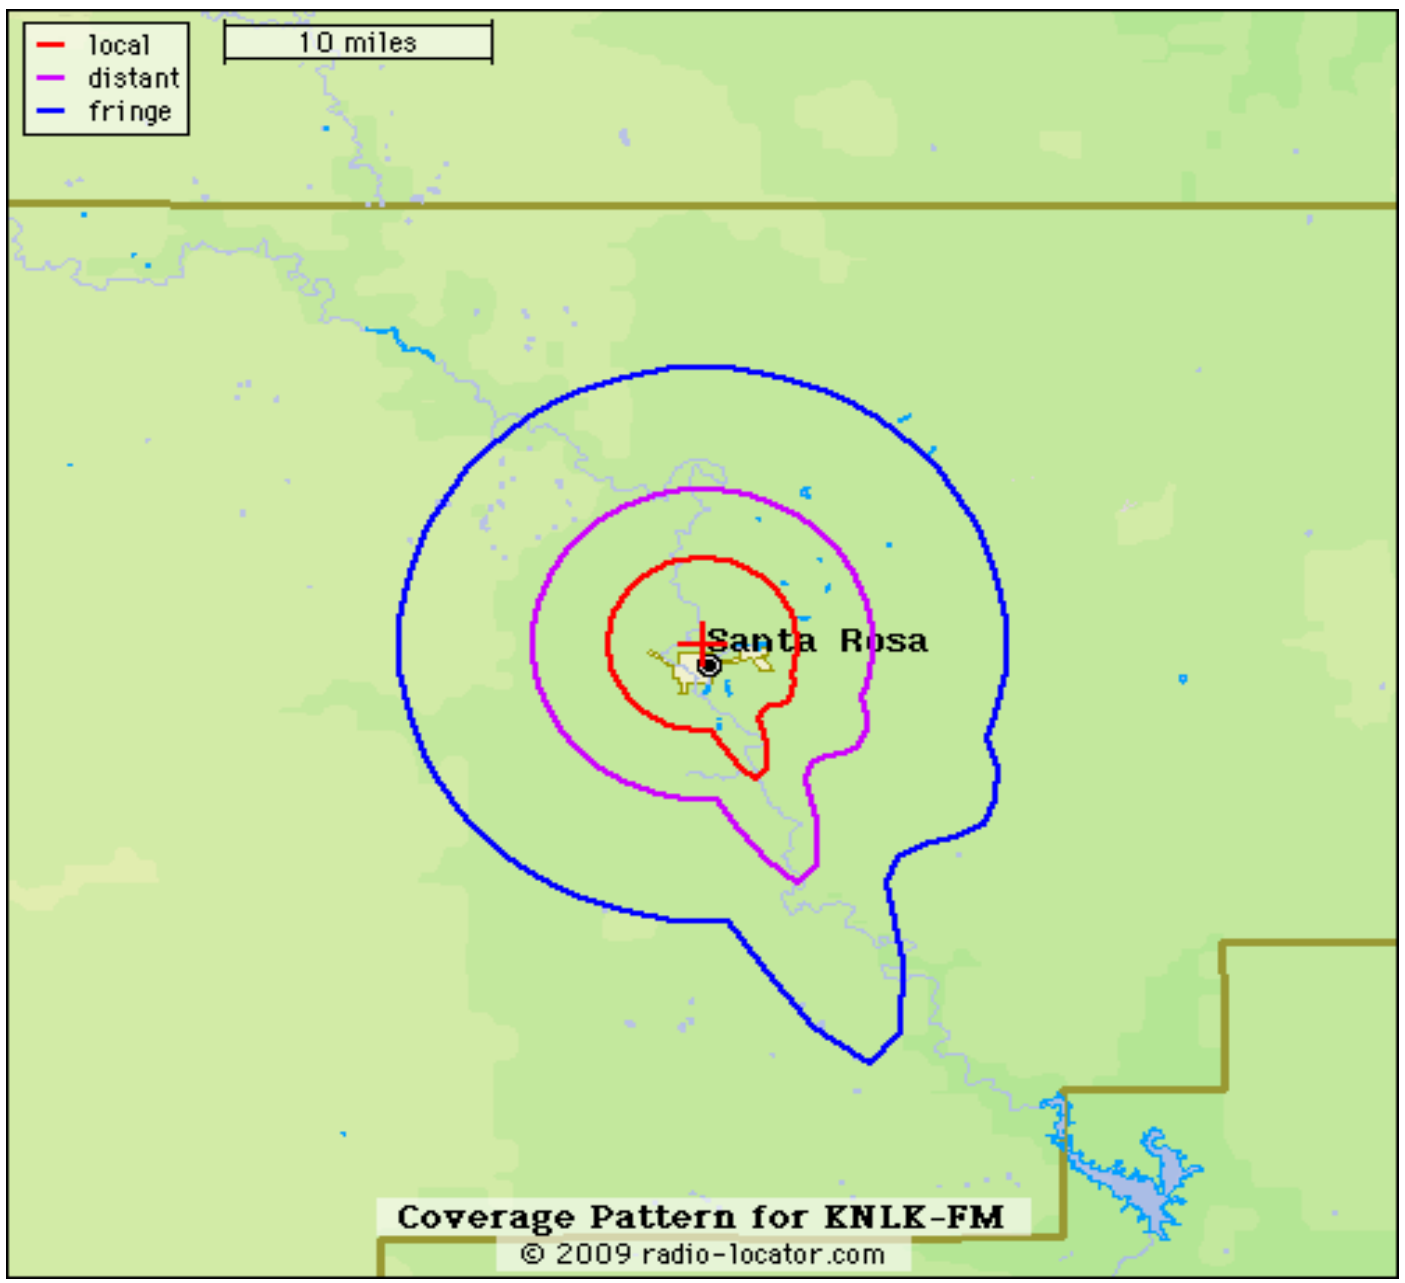 local
distant
fringe
10 miles
Santa Rosa
Coverage Pattern for KNLK-FM
© 2009 radio-locator.com